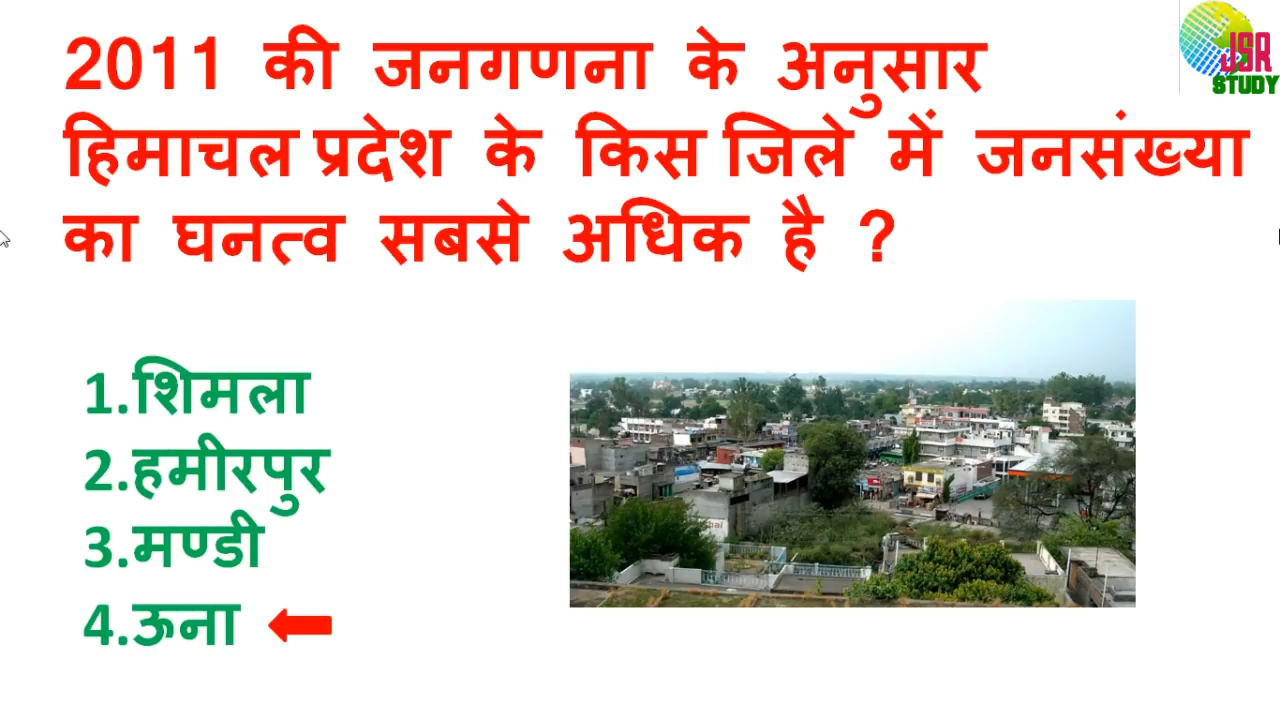 2011 की जनगणना के अनुसार
हिमाचल प्रदेश के किस जिले में जनसंख्या
का घनत्व सबसे अधिक है ?
1.शिमला
2.हमीरपुर
3.मण्डी
4.ऊना
JSR
STUDY